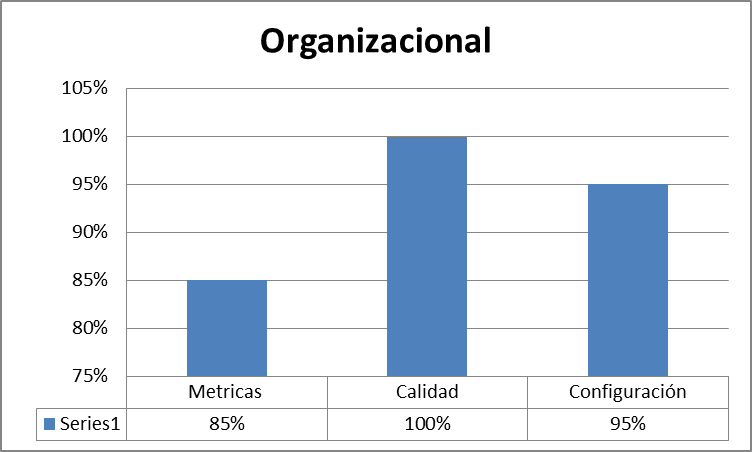 Organizacional
105%
100%
95%
90%
85%
80%
75%
Metricas Calidad Configuración
Series1 85% 100% 95%